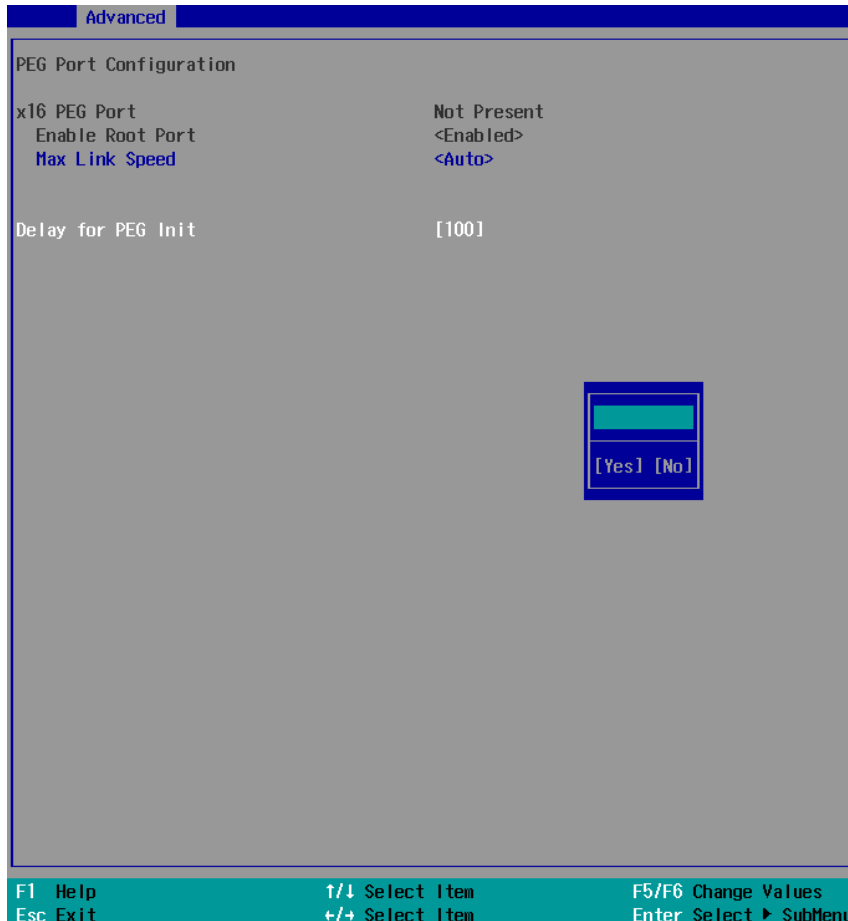 Advanced
PEG Port Configuration
x16 PEG Port Not Present
Enable Root Port <Enabled>
Max Link Speed <Auto>
Delay for PEG Init [100]
[Yes] [No]
F1 Help ↑/↓ Select Item F5/F6 Change Values
Esc Exit ←/→ Select Item Enter Select ▶ SubMenu